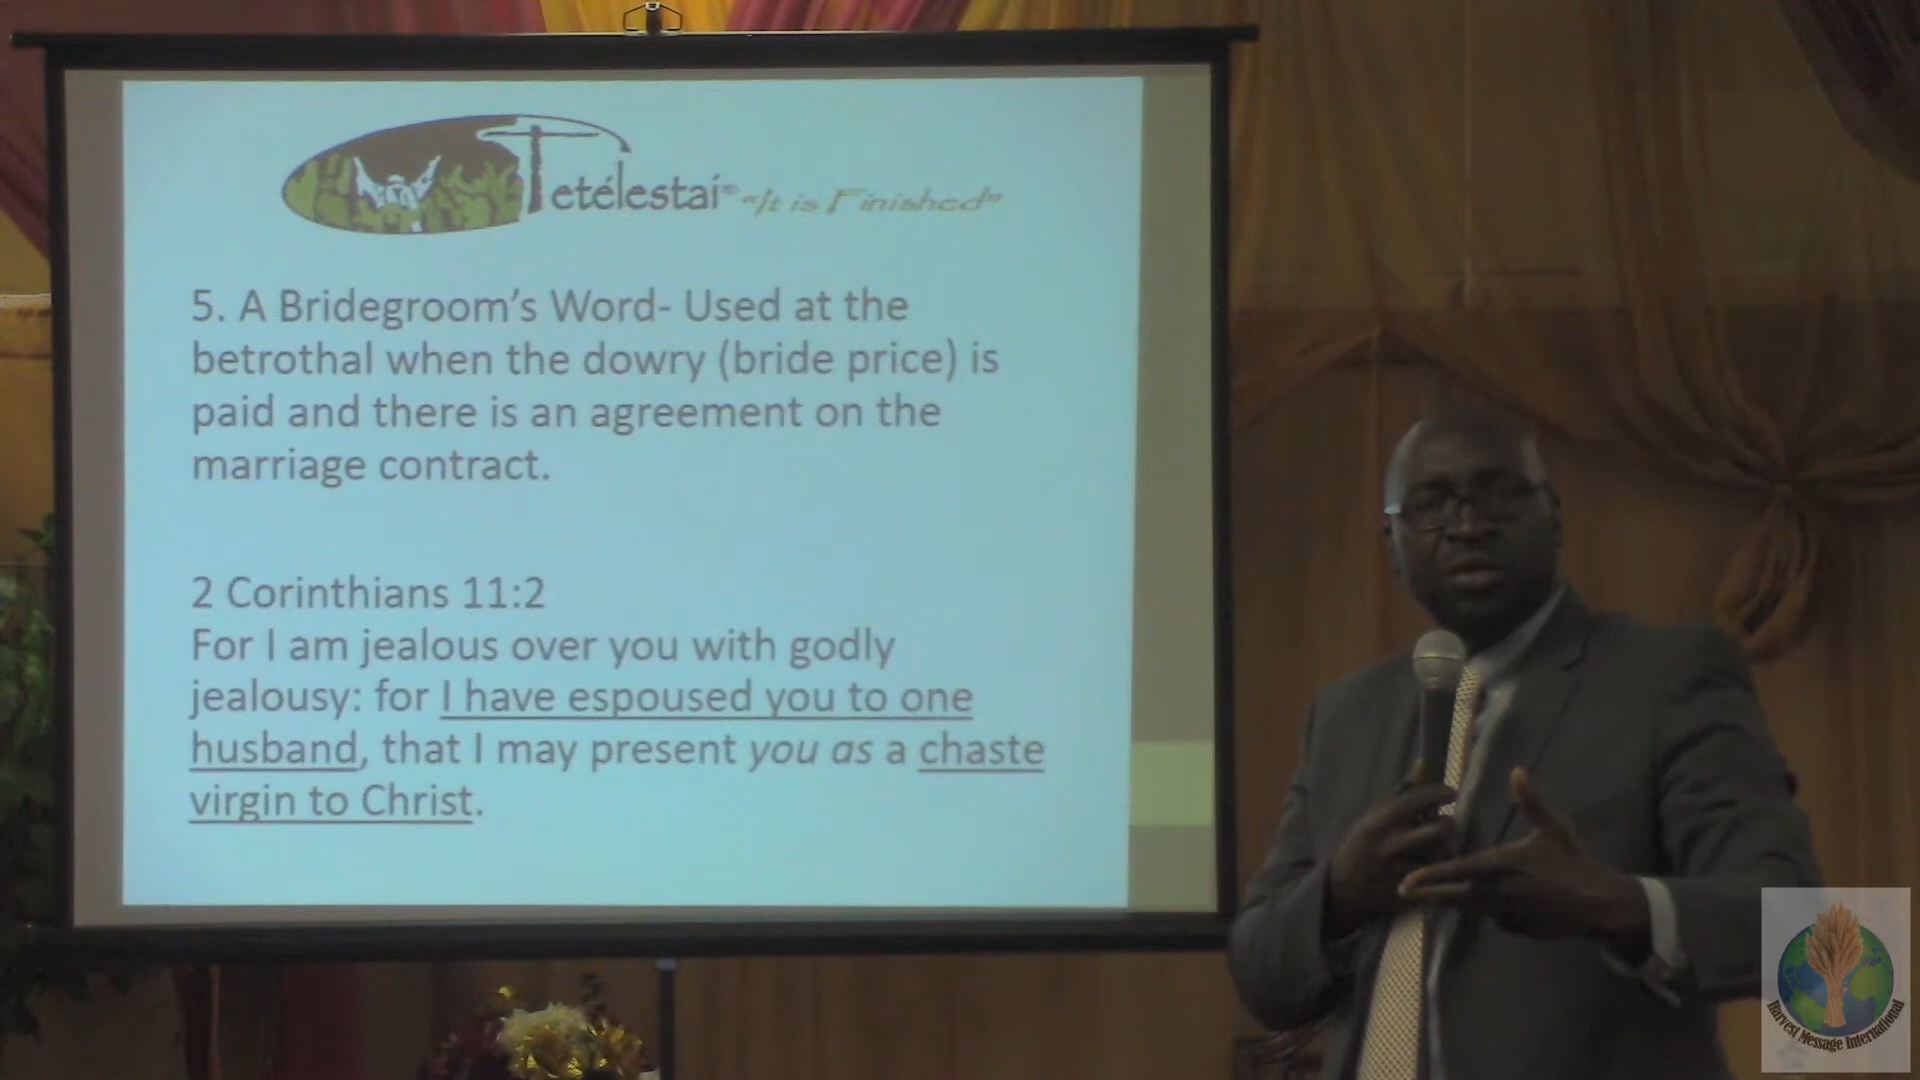 Tetélestai® "It is Finished"
5. A Bridegroom's Word- Used at the
betrothal when the dowry (bride price) is
paid and there is an agreement on the
marriage contract.
2 Corinthians 11:2
For I am jealous over you with godly
jealousy: for I have espoused you to one
husband, that I may present you as a chaste
virgin to Christ.
Harvest Message International